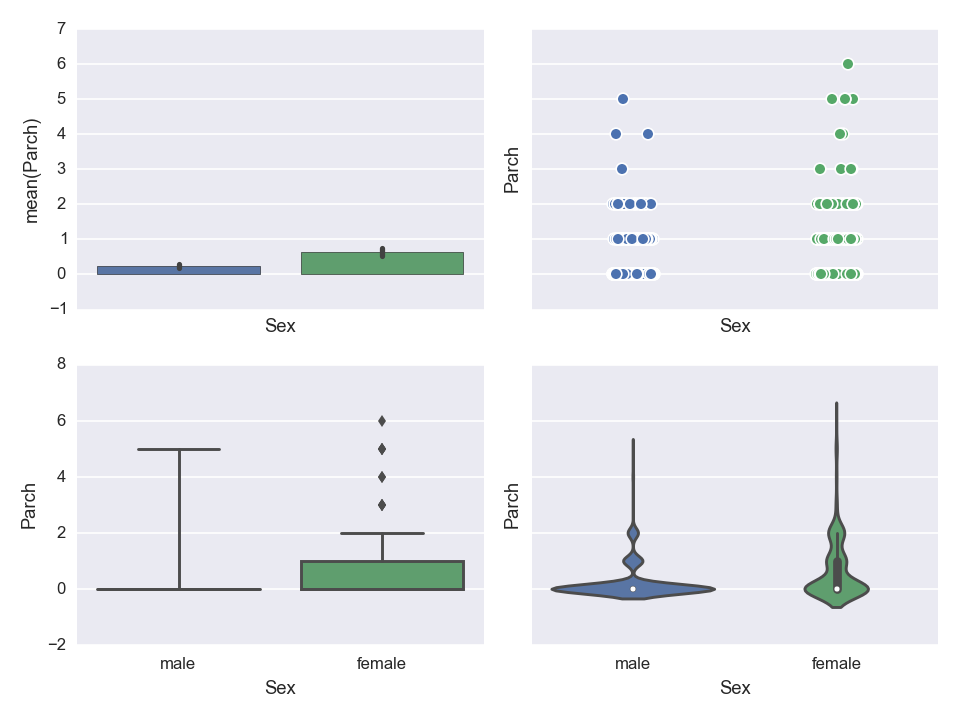 7
6
5
4
3
2
1
0
−1
mean(Parch)
Sex
Parch
Sex
8
6
4
2
0
−2
Parch
male
female
Sex
Parch
male
female
Sex